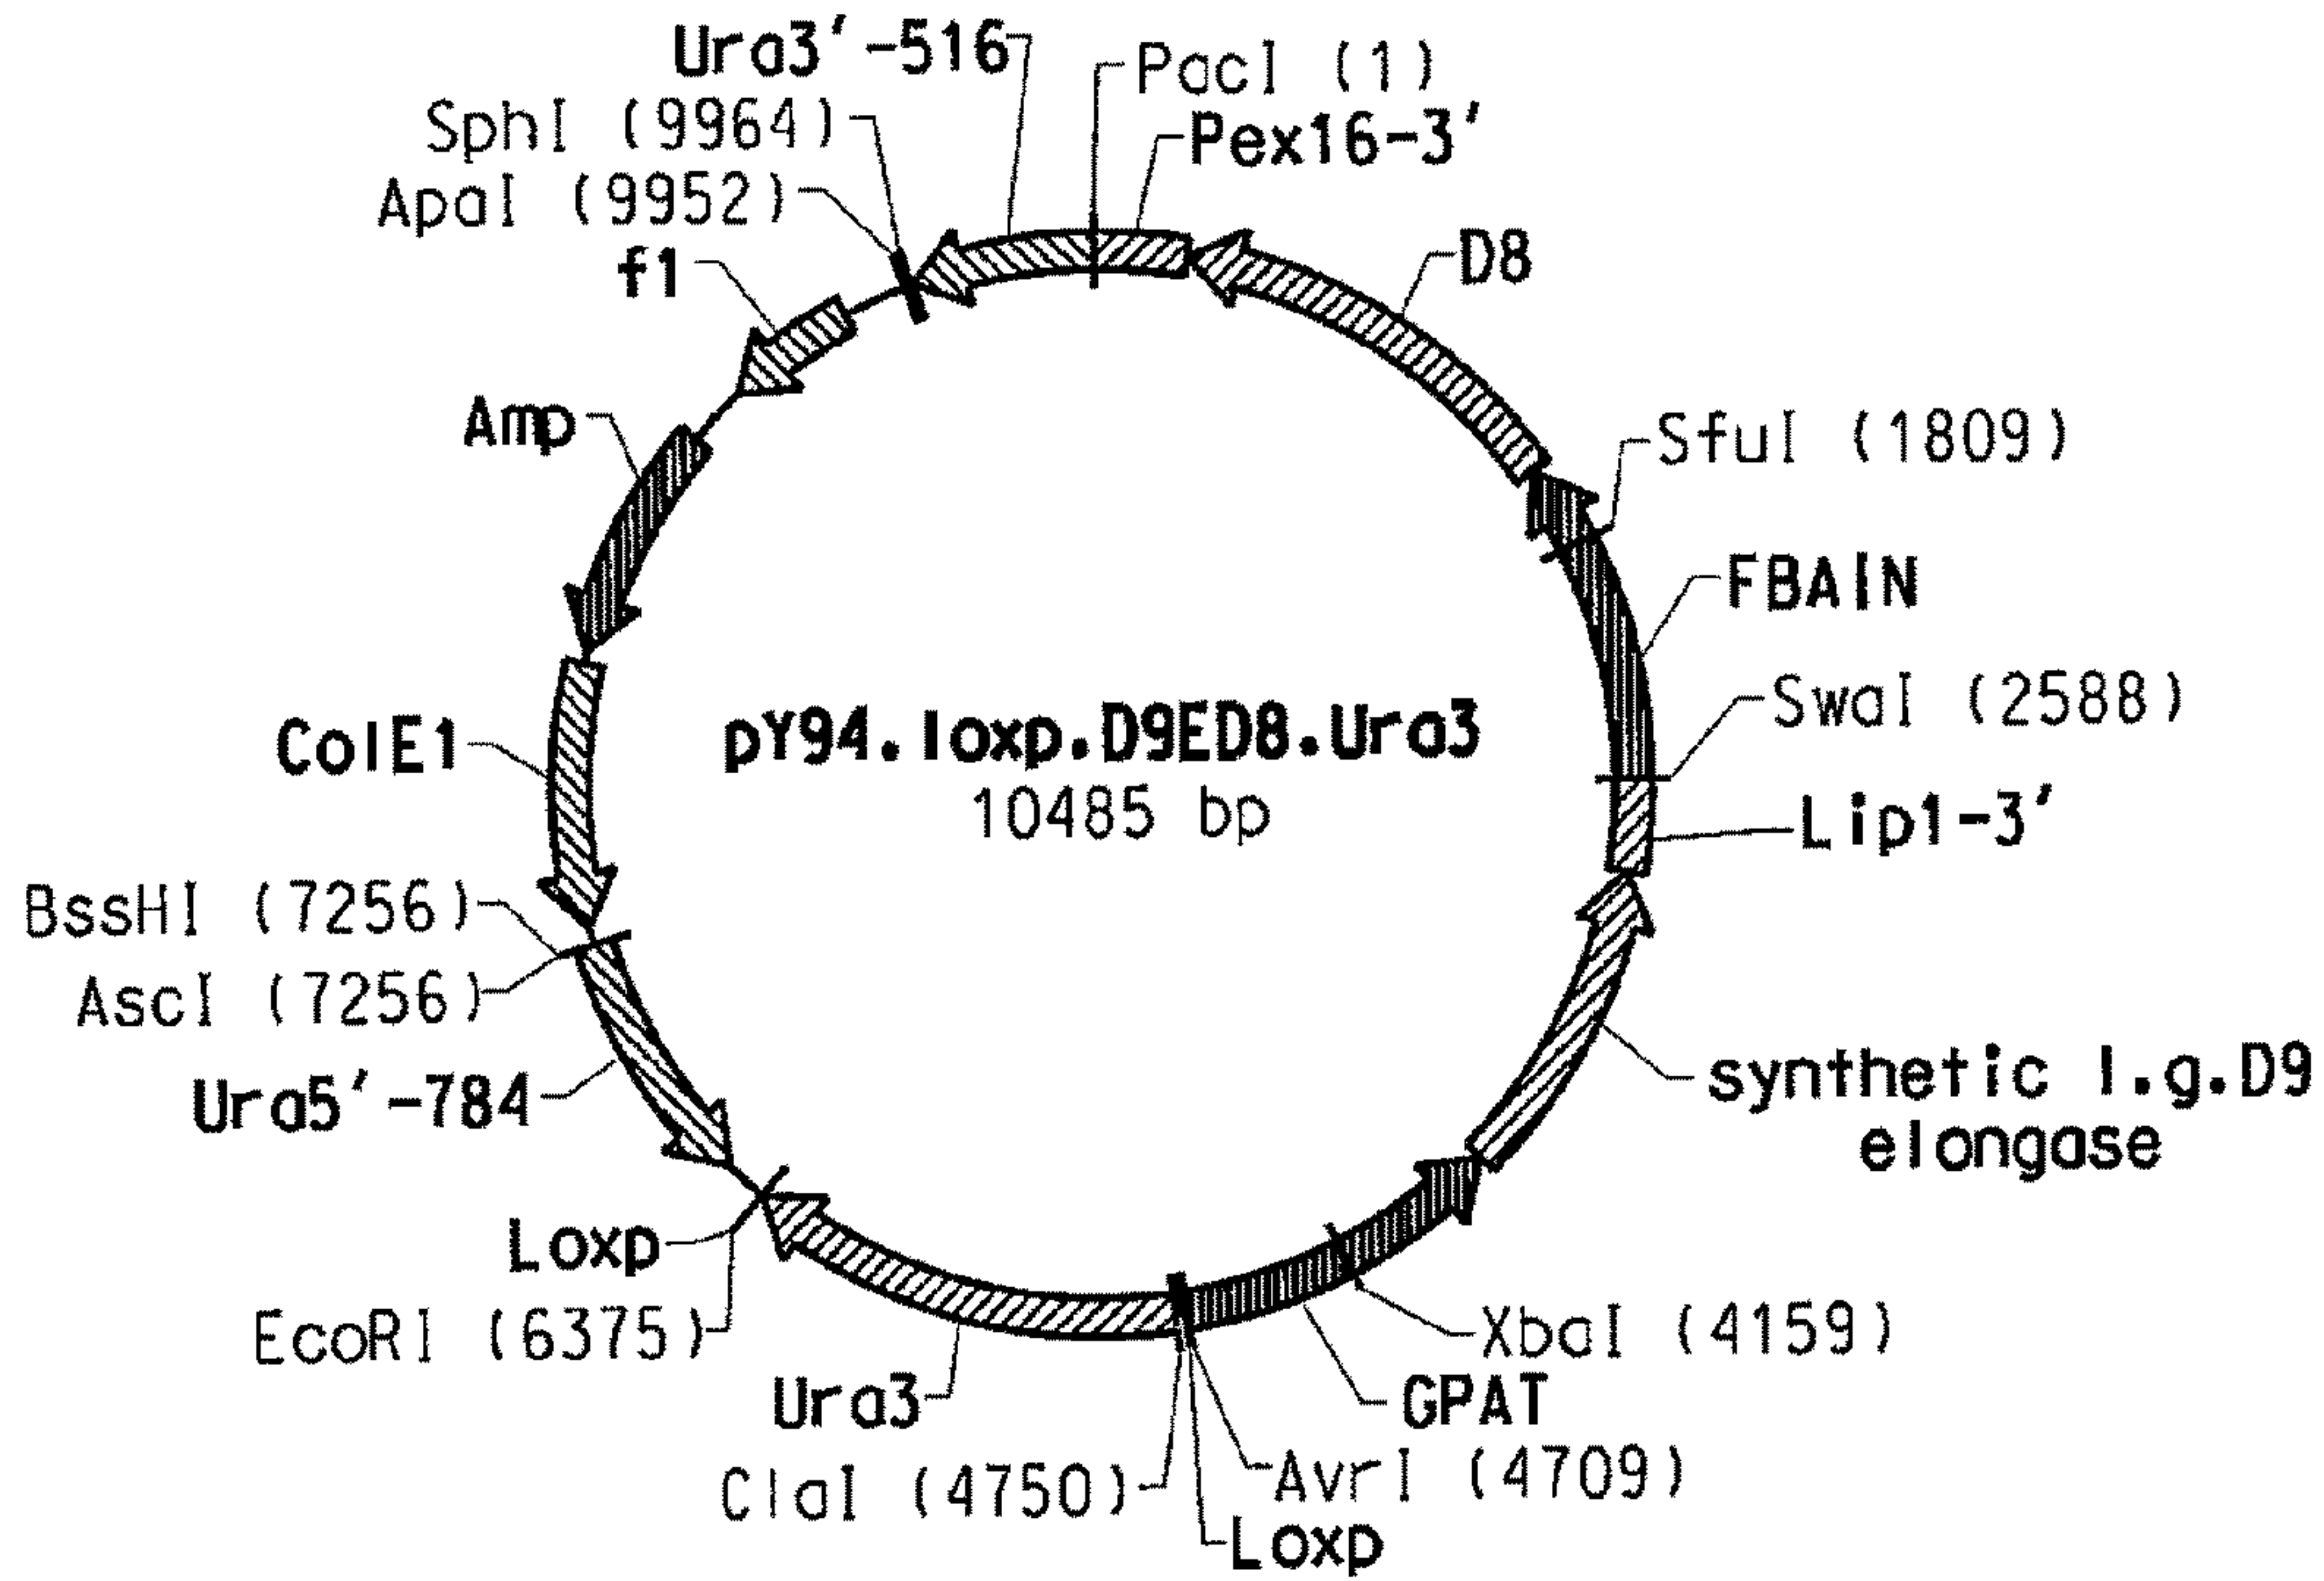 Ura3'-516
PacI (1)
SphI (9964)
Pex16-3'
ApaI (9952)
f1
D8
Amp
SfuI (1809)
FBAIN
SwaI (2588)
ColE1
pY94.loxp.D9ED8.Ura3
10485 bp
Lip1-3'
BssHI (7256)
AscI (7256)
synthetic I.g.D9
elongase
Ura5'-784
Loxp
EcoRI (6375)
XbaI (4159)
Ura3
GPAT
ClaI (4750)
AvrI (4709)
Loxp